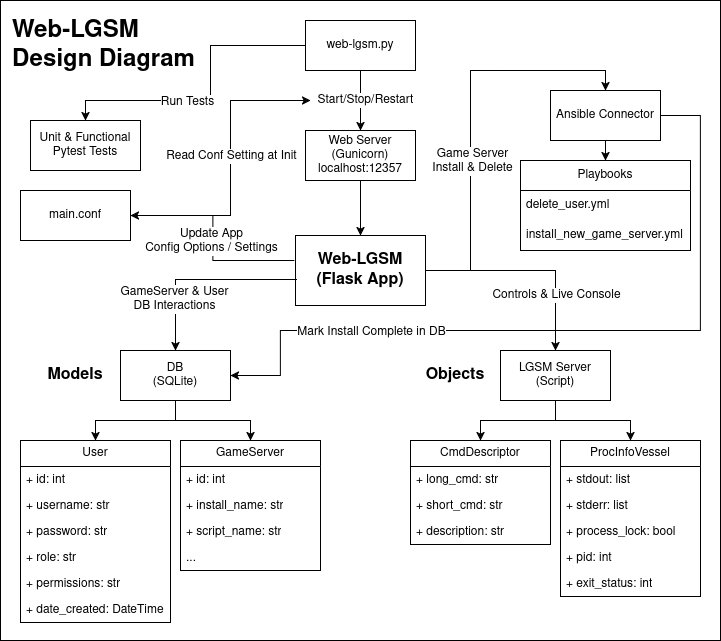 Web-LGSM
Design Diagram
web-lgsm.py
Run Tests
Start/Stop/Restart
Unit & Functional
Pytest Tests
Read Conf Setting at Init
Web Server
(Gunicorn)
localhost:12357
Game Server
Install & Delete
Ansible Connector
Playbooks
delete_user.yml
install_new_game_server.yml
main.conf
Update App
Config Options / Settings
Web-LGSM
(Flask App)
GameServer & User
DB Interactions
Controls & Live Console
Mark Install Complete in DB
Models
DB
(SQLite)
Objects
LGSM Server
(Script)
User
+ id: int
+ username: str
+ password: str
+ role: str
+ permissions: str
+ date_created: DateTime
GameServer
+ id: int
+ install_name: str
+ script_name: str
...
CmdDescriptor
+ long_cmd: str
+ short_cmd: str
+ description: str
ProcInfoVessel
+ stdout: list
+ stderr: list
+ process_lock: bool
+ pid: int
+ exit_status: int